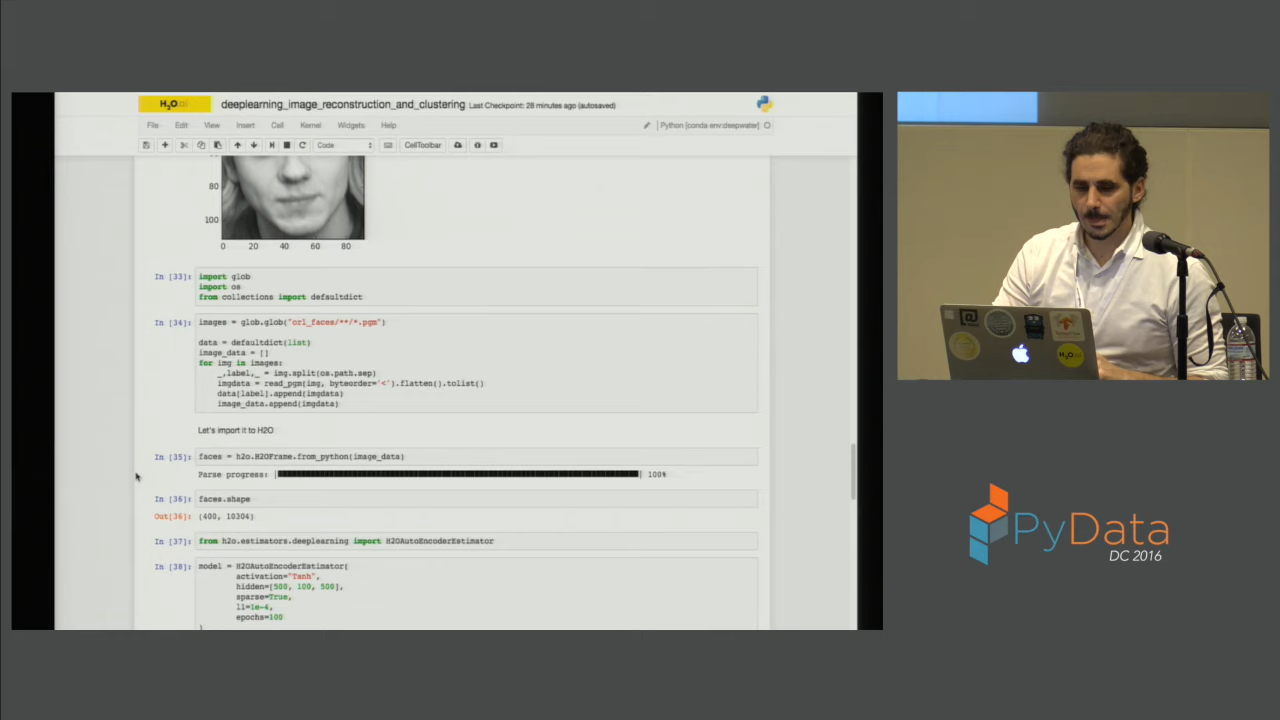 H2O.ai deeplearning_image_reconstruction_and_clustering Last Checkpoint: 28 minutes ago (autosaved)
File Edit View Insert Cell Kernel Widgets Help Python [conda env:deepwater]
Code CellToolbar
80
100
0 20 40 60 80
In [33]: import glob
import os
from collections import defaultdict
In [34]: images = glob.glob("orl_faces/**/*.pgm")
data = defaultdict(list)
image_data = []
for img in images:
_,label,_ = img.split(os.path.sep)
imgdata = read_pgm(img, byteorder='<').flatten().tolist()
data[label].append(imgdata)
image_data.append(imgdata)
Let's import it to H2O
In [35]: faces = h2o.H2OFrame.from_python(image_data)
Parse progress: | | 100%
In [36]: faces.shape
Out[36]: (400, 10304)
In [37]: from h2o.estimators.deeplearning import H2OAutoEncoderEstimator
In [38]: model = H2OAutoEncoderEstimator(
activation="Tanh",
hidden=[500, 100, 500],
sparse=True,
l1=1e-4,
epochs=100
H2O.ai
PyData
DC 2016